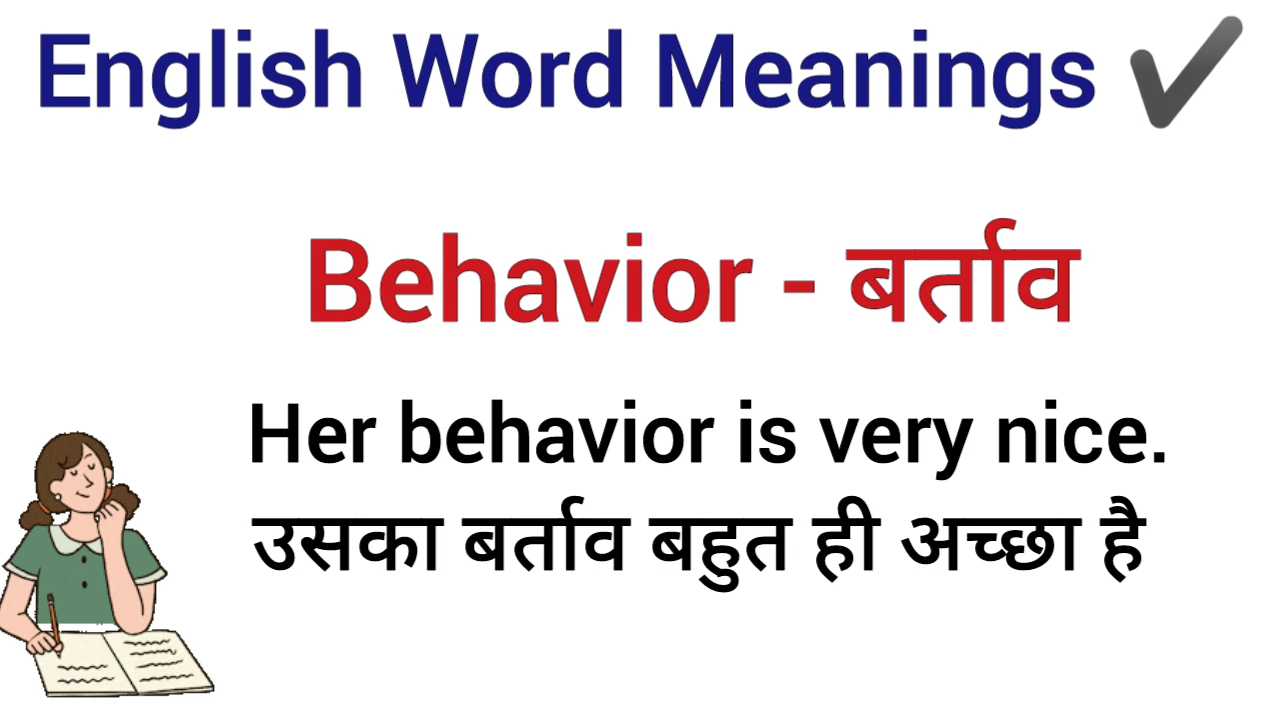 English Word Meanings ✔
Behavior - बर्ताव
Her behavior is very nice.
उसका बर्ताव बहुत ही अच्छा है